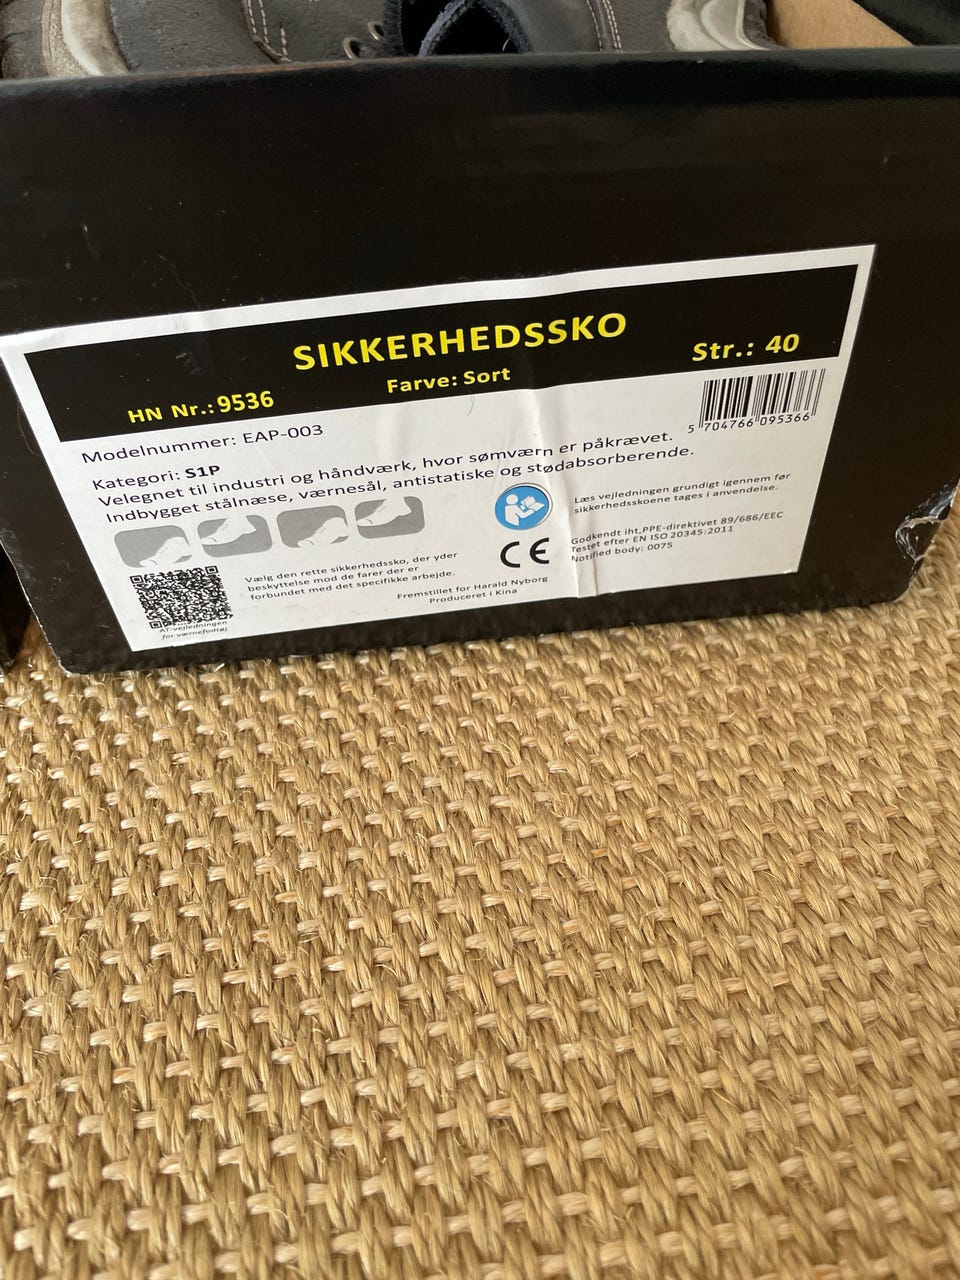 SIKKERHEDSSKO
HN Nr.: 9536
Farve: Sort
Str.: 40
5 704766 095366
Modelnummer: EAP-003
Kategori: S1P
Velegnet til industri og håndværk, hvor sømværn er påkrævet.
Indbygget stålnæse, værnesål, antistatiske og stødabsorberende.
Læs vejledningen grundigt igennem før
sikkerhedsskoene tages i anvendelse.
Godkendt iht.PPE-direktivet 89/686/EEC
Testet efter EN ISO 20345:2011
Notified body: 0075
CE
Vælg den rette sikkerhedssko, der yder
beskyttelse mod de farer der er
forbundet med det specifikke arbejde.
Fremstillet for Harald Nyborg
Produceret i Kina
AT-vejledningen
for værnefodtøj